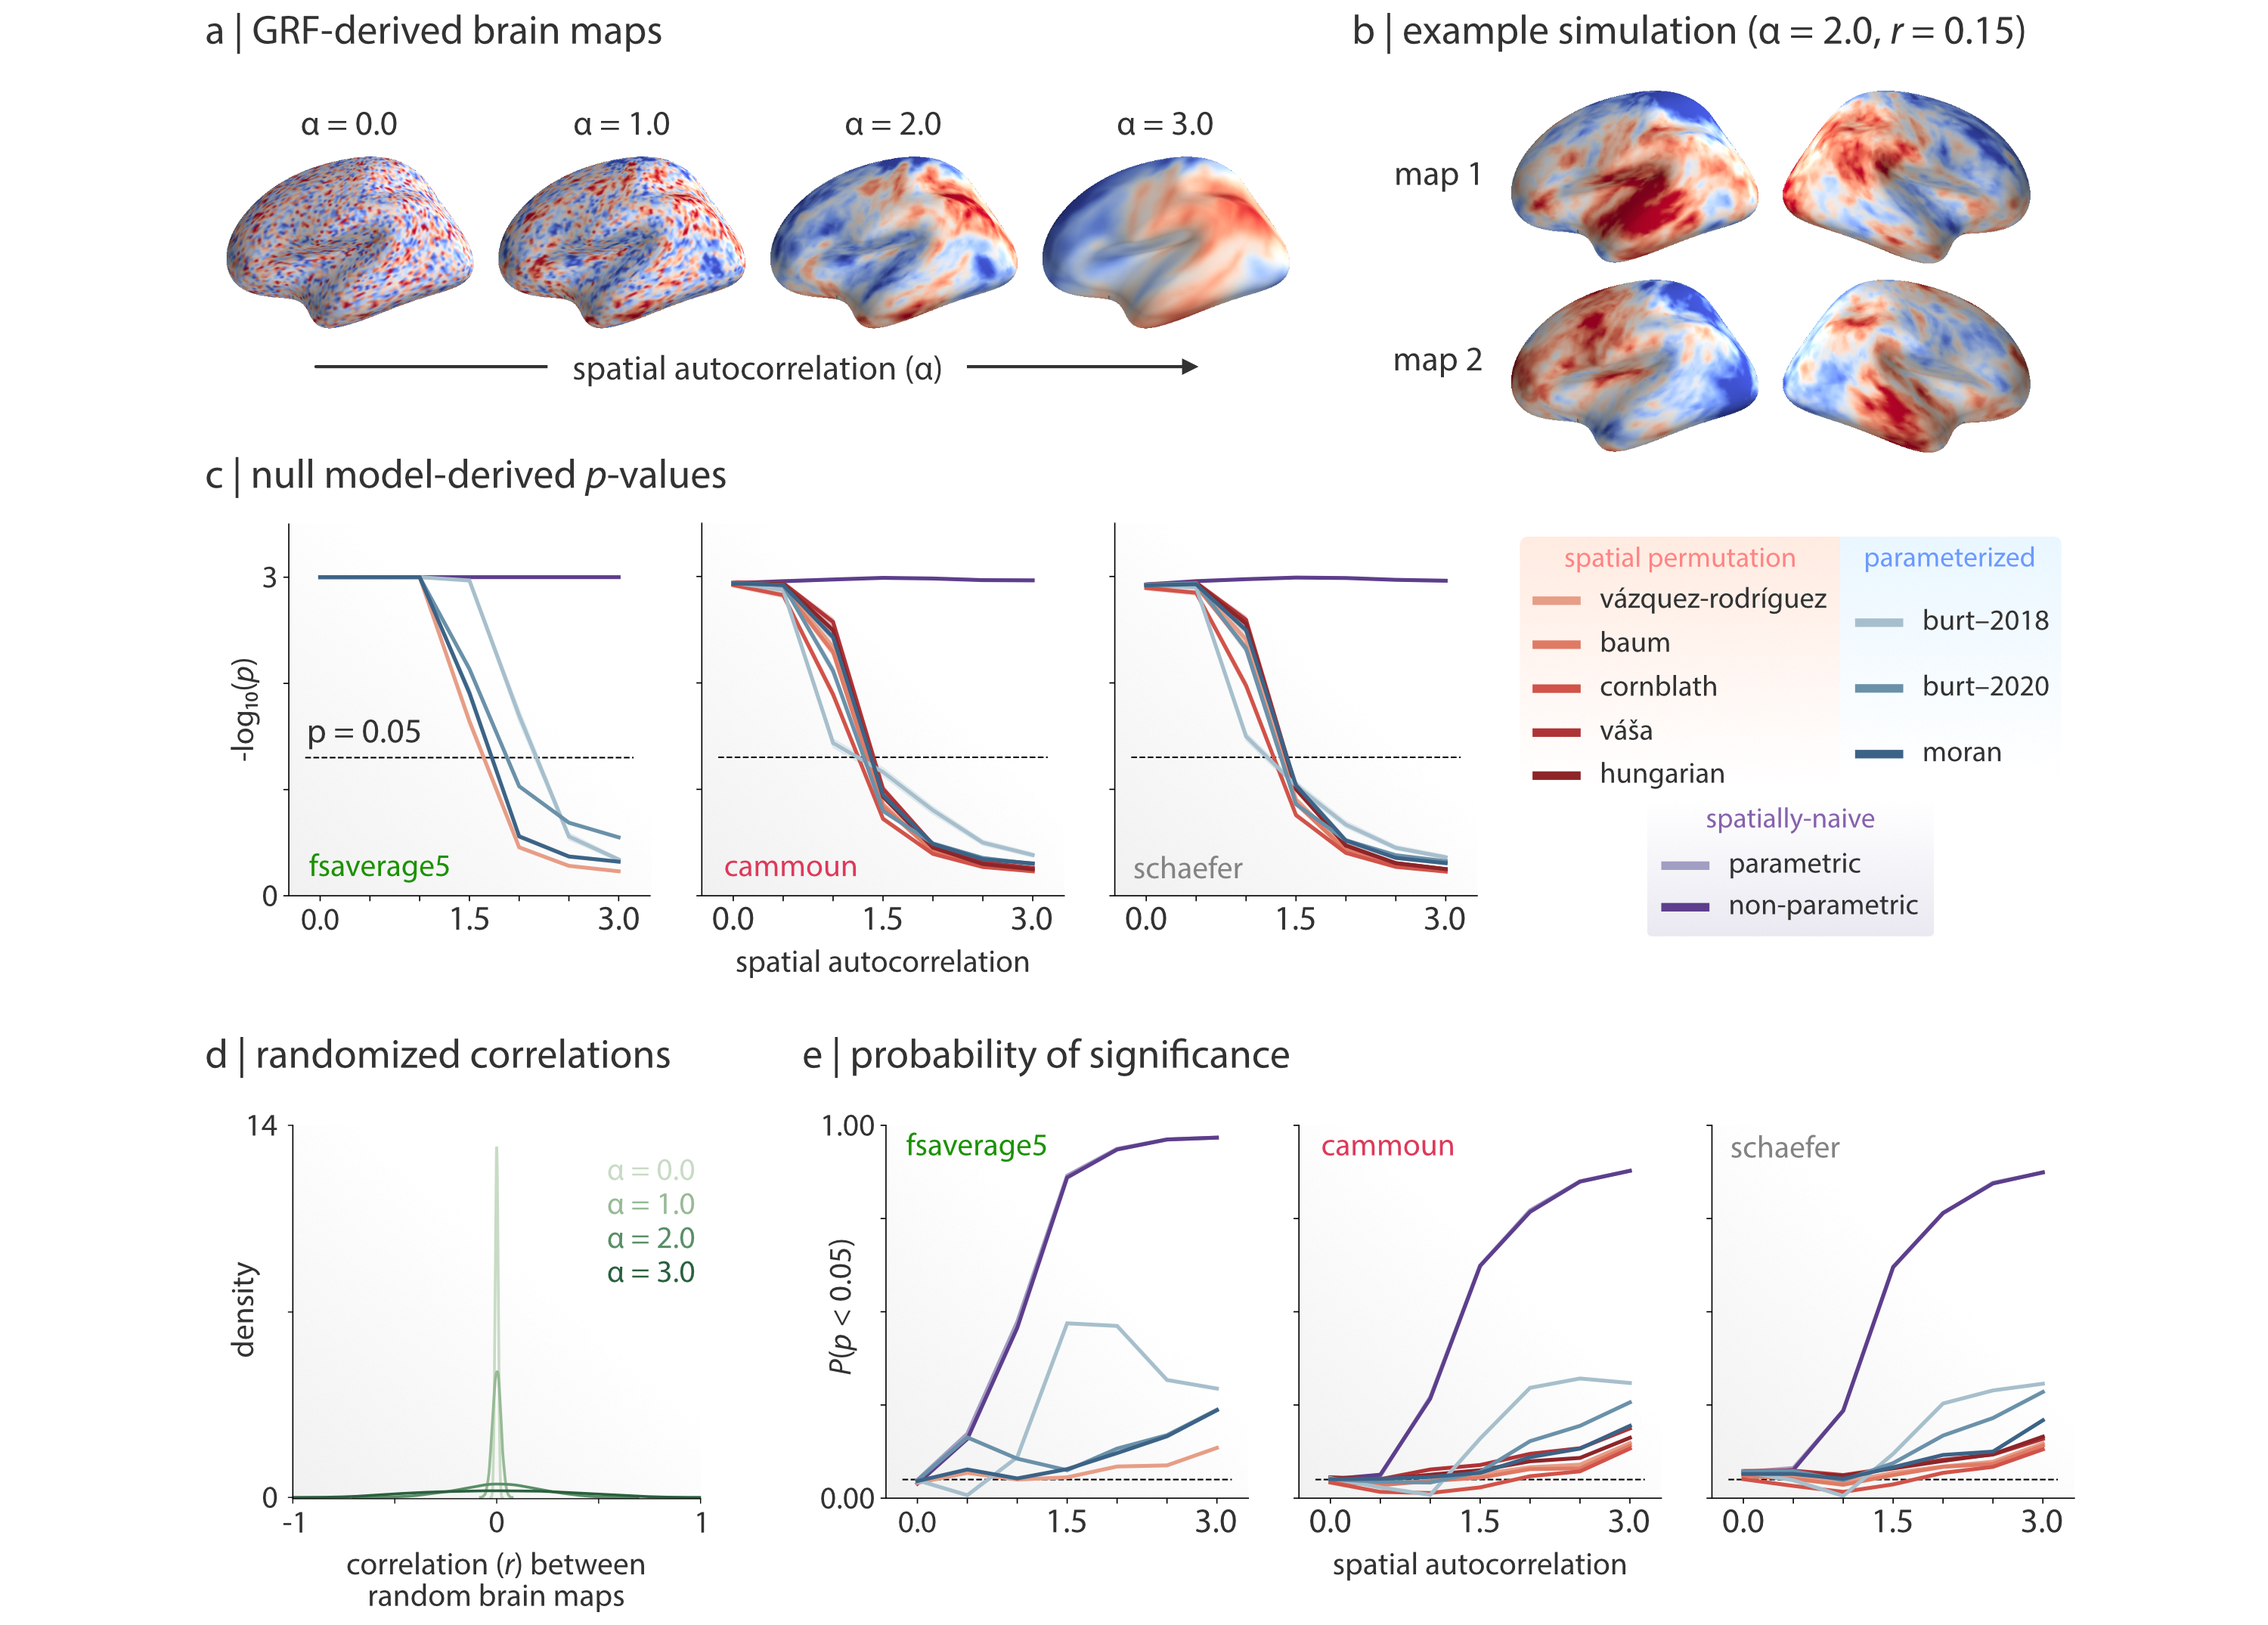 a | GRF-derived brain maps
b | example simulation (α = 2.0, r = 0.15)
α = 0.0
α = 1.0
α = 2.0
α = 3.0
map 1
map 2
spatial autocorrelation (α)
c | null model-derived p-values
-log₁₀(p)
3
0
p = 0.05
fsaverage5
0.0
1.5
3.0
cammoun
0.0
1.5
3.0
schaefer
0.0
1.5
3.0
spatial autocorrelation
spatial permutation
vázquez-rodríguez
baum
cornblath
váša
hungarian
parameterized
burt–2018
burt–2020
moran
spatially-naive
parametric
non-parametric
d | randomized correlations
density
14
0
α = 0.0
α = 1.0
α = 2.0
α = 3.0
-1
0
1
correlation (r) between
random brain maps
e | probability of significance
P(p < 0.05)
1.00
0.00
fsaverage5
0.0
1.5
3.0
cammoun
0.0
1.5
3.0
schaefer
0.0
1.5
3.0
spatial autocorrelation